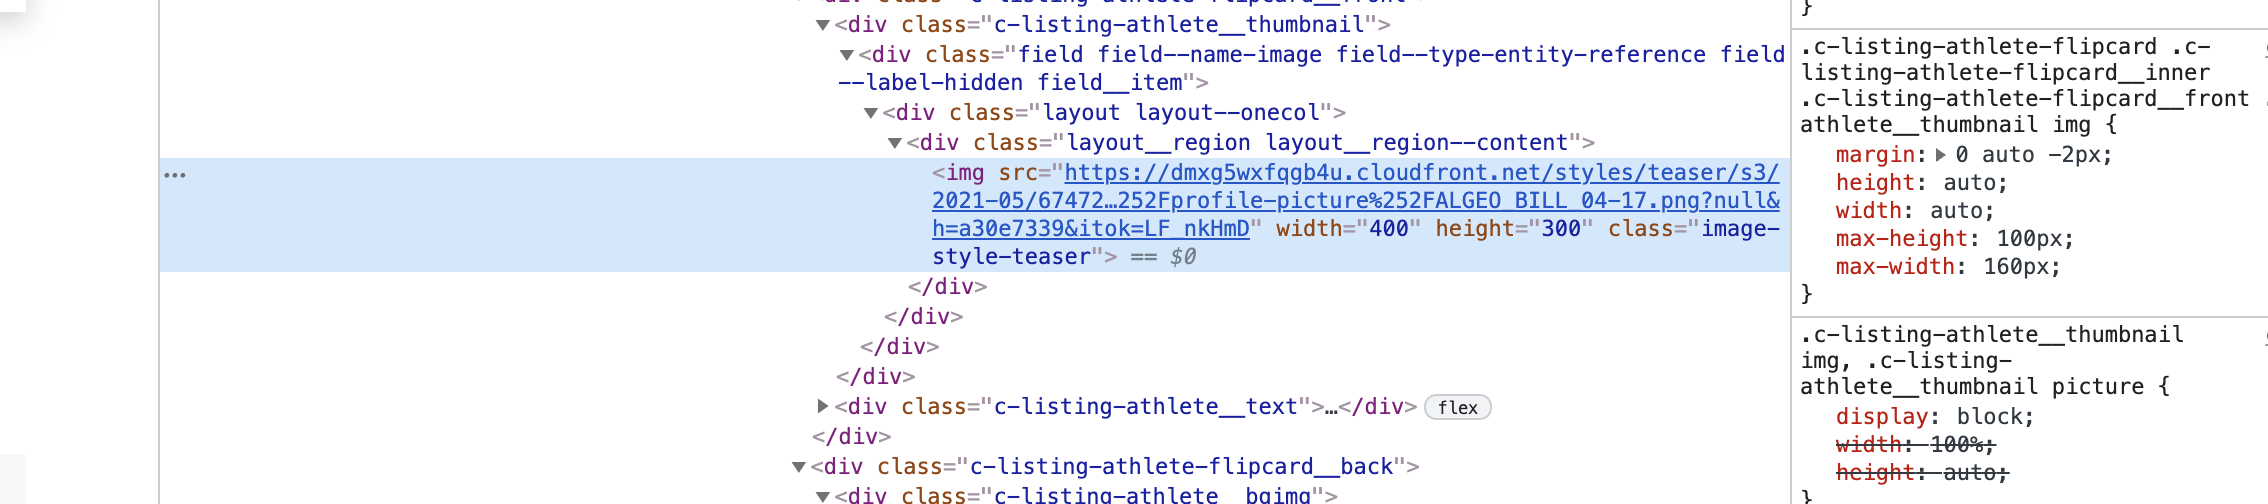 <div class="c-listing-athlete__thumbnail">
<div class="field field--name-image field--type-entity-reference field
--label-hidden field__item">
<div class="layout layout--onecol">
<div class="layout__region layout__region--content">
<img src="https://dmxg5wxfqgb4u.cloudfront.net/styles/teaser/s3/
2021-05/67472…252Fprofile-picture%252FALGEO_BILL_04-17.png?null&
h=a30e7339&itok=LF_nkHmD" width="400" height="300" class="image-
style-teaser"> == $0
</div>
</div>
</div>
</div>
<div class="c-listing-athlete__text">…</div> flex
</div>
<div class="c-listing-athlete-flipcard__back">
<div class="c-listing-athlete__bgimg">
}
.c-listing-athlete-flipcard .c-
listing-athlete-flipcard__inner
.c-listing-athlete-flipcard__front
athlete__thumbnail img {
margin: 0 auto -2px;
height: auto;
width: auto;
max-height: 100px;
max-width: 160px;
}
.c-listing-athlete__thumbnail
img, .c-listing-
athlete__thumbnail picture {
display: block;
width: 100%;
height: auto;
}